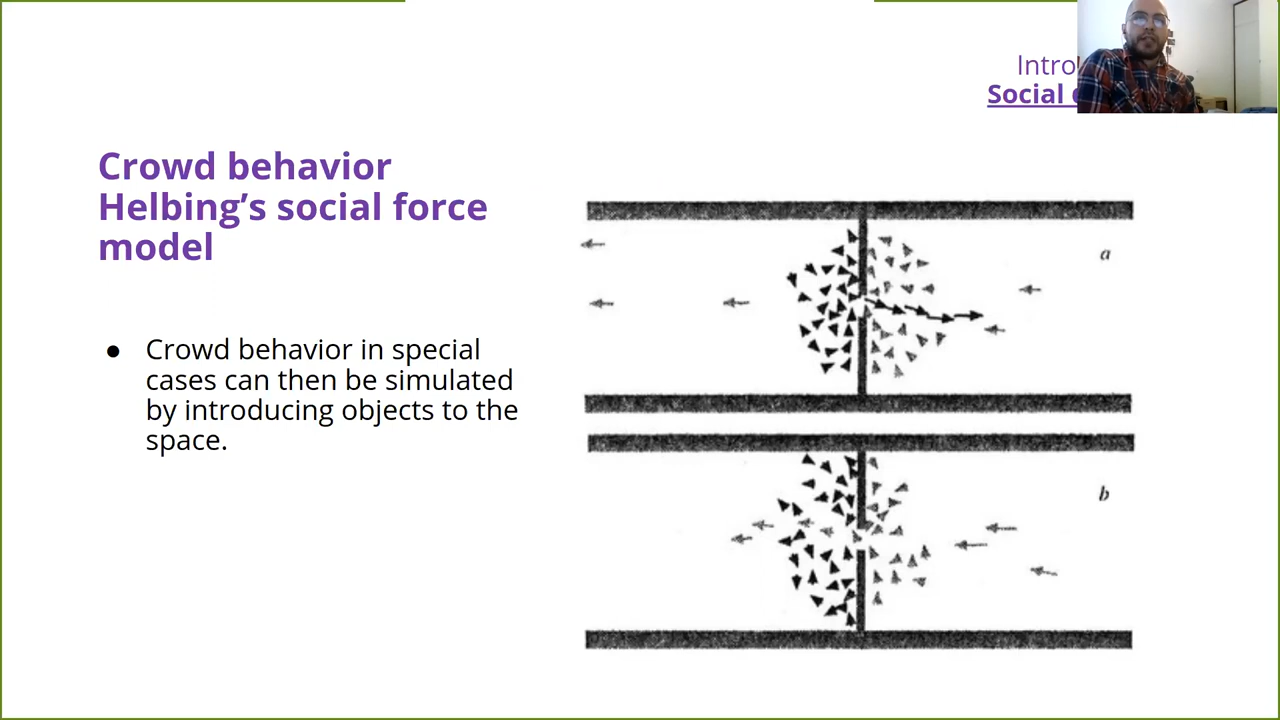 Intro
Social
Crowd behavior
Helbing’s social force
model
● Crowd behavior in special
cases can then be simulated
by introducing objects to the
space.
a
b